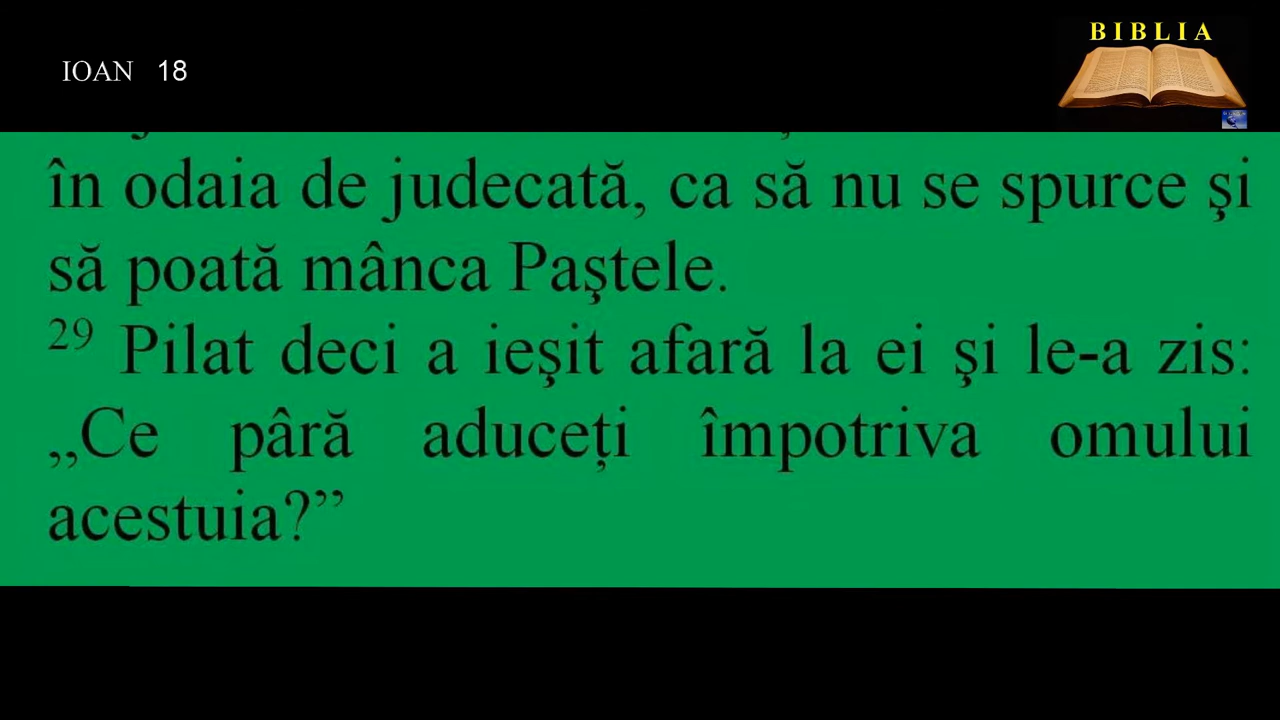 BIBLIA
IOAN 18
în odaia de judecată, ca să nu se spurce şi
să poată mânca Paştele.
29 Pilat deci a ieşit afară la ei şi le-a zis:
„Ce pâră aduceți împotriva omului
acestuia?”